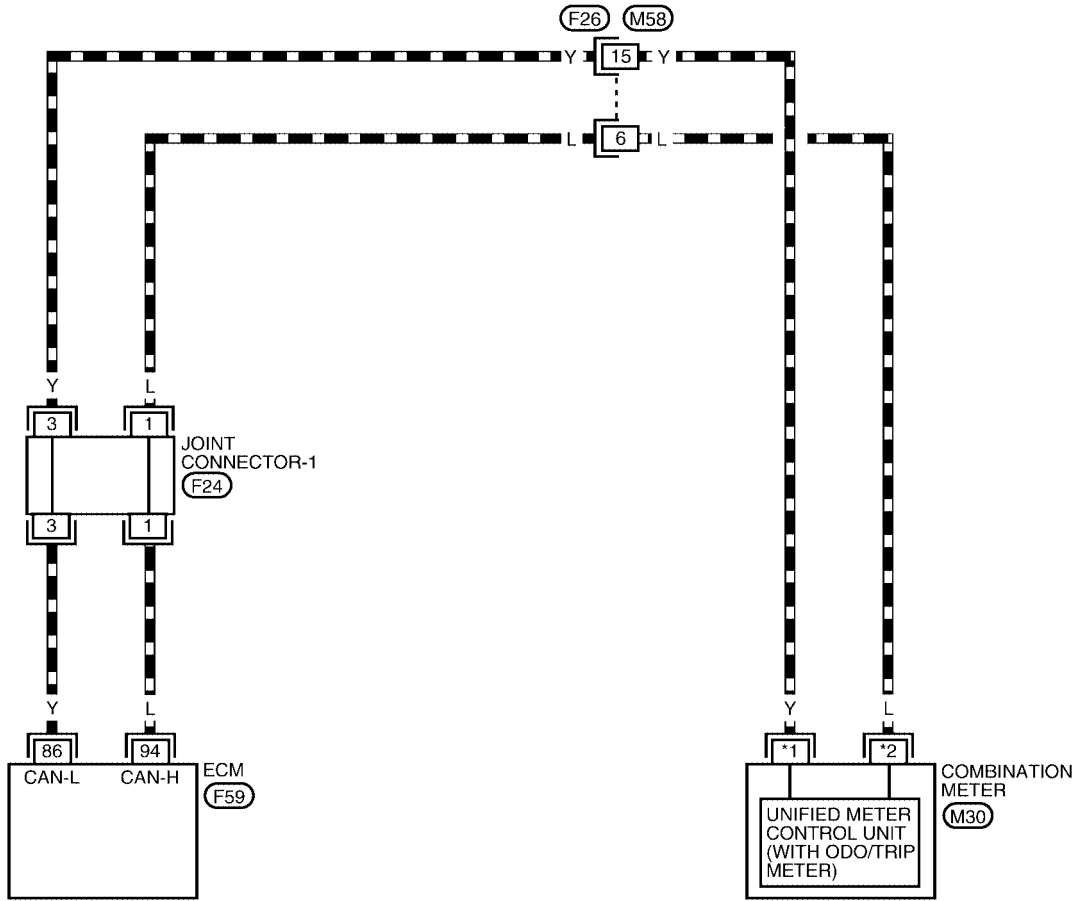 F26 M58
Y 15 Y
L 6 L
Y L
3 1
JOINT
CONNECTOR-1
F24
3 1
Y L
86 94
CAN-L CAN-H
ECM
F59
Y L
*1 *2
COMBINATION
METER
M30
UNIFIED METER
CONTROL UNIT
(WITH ODO/TRIP
METER)